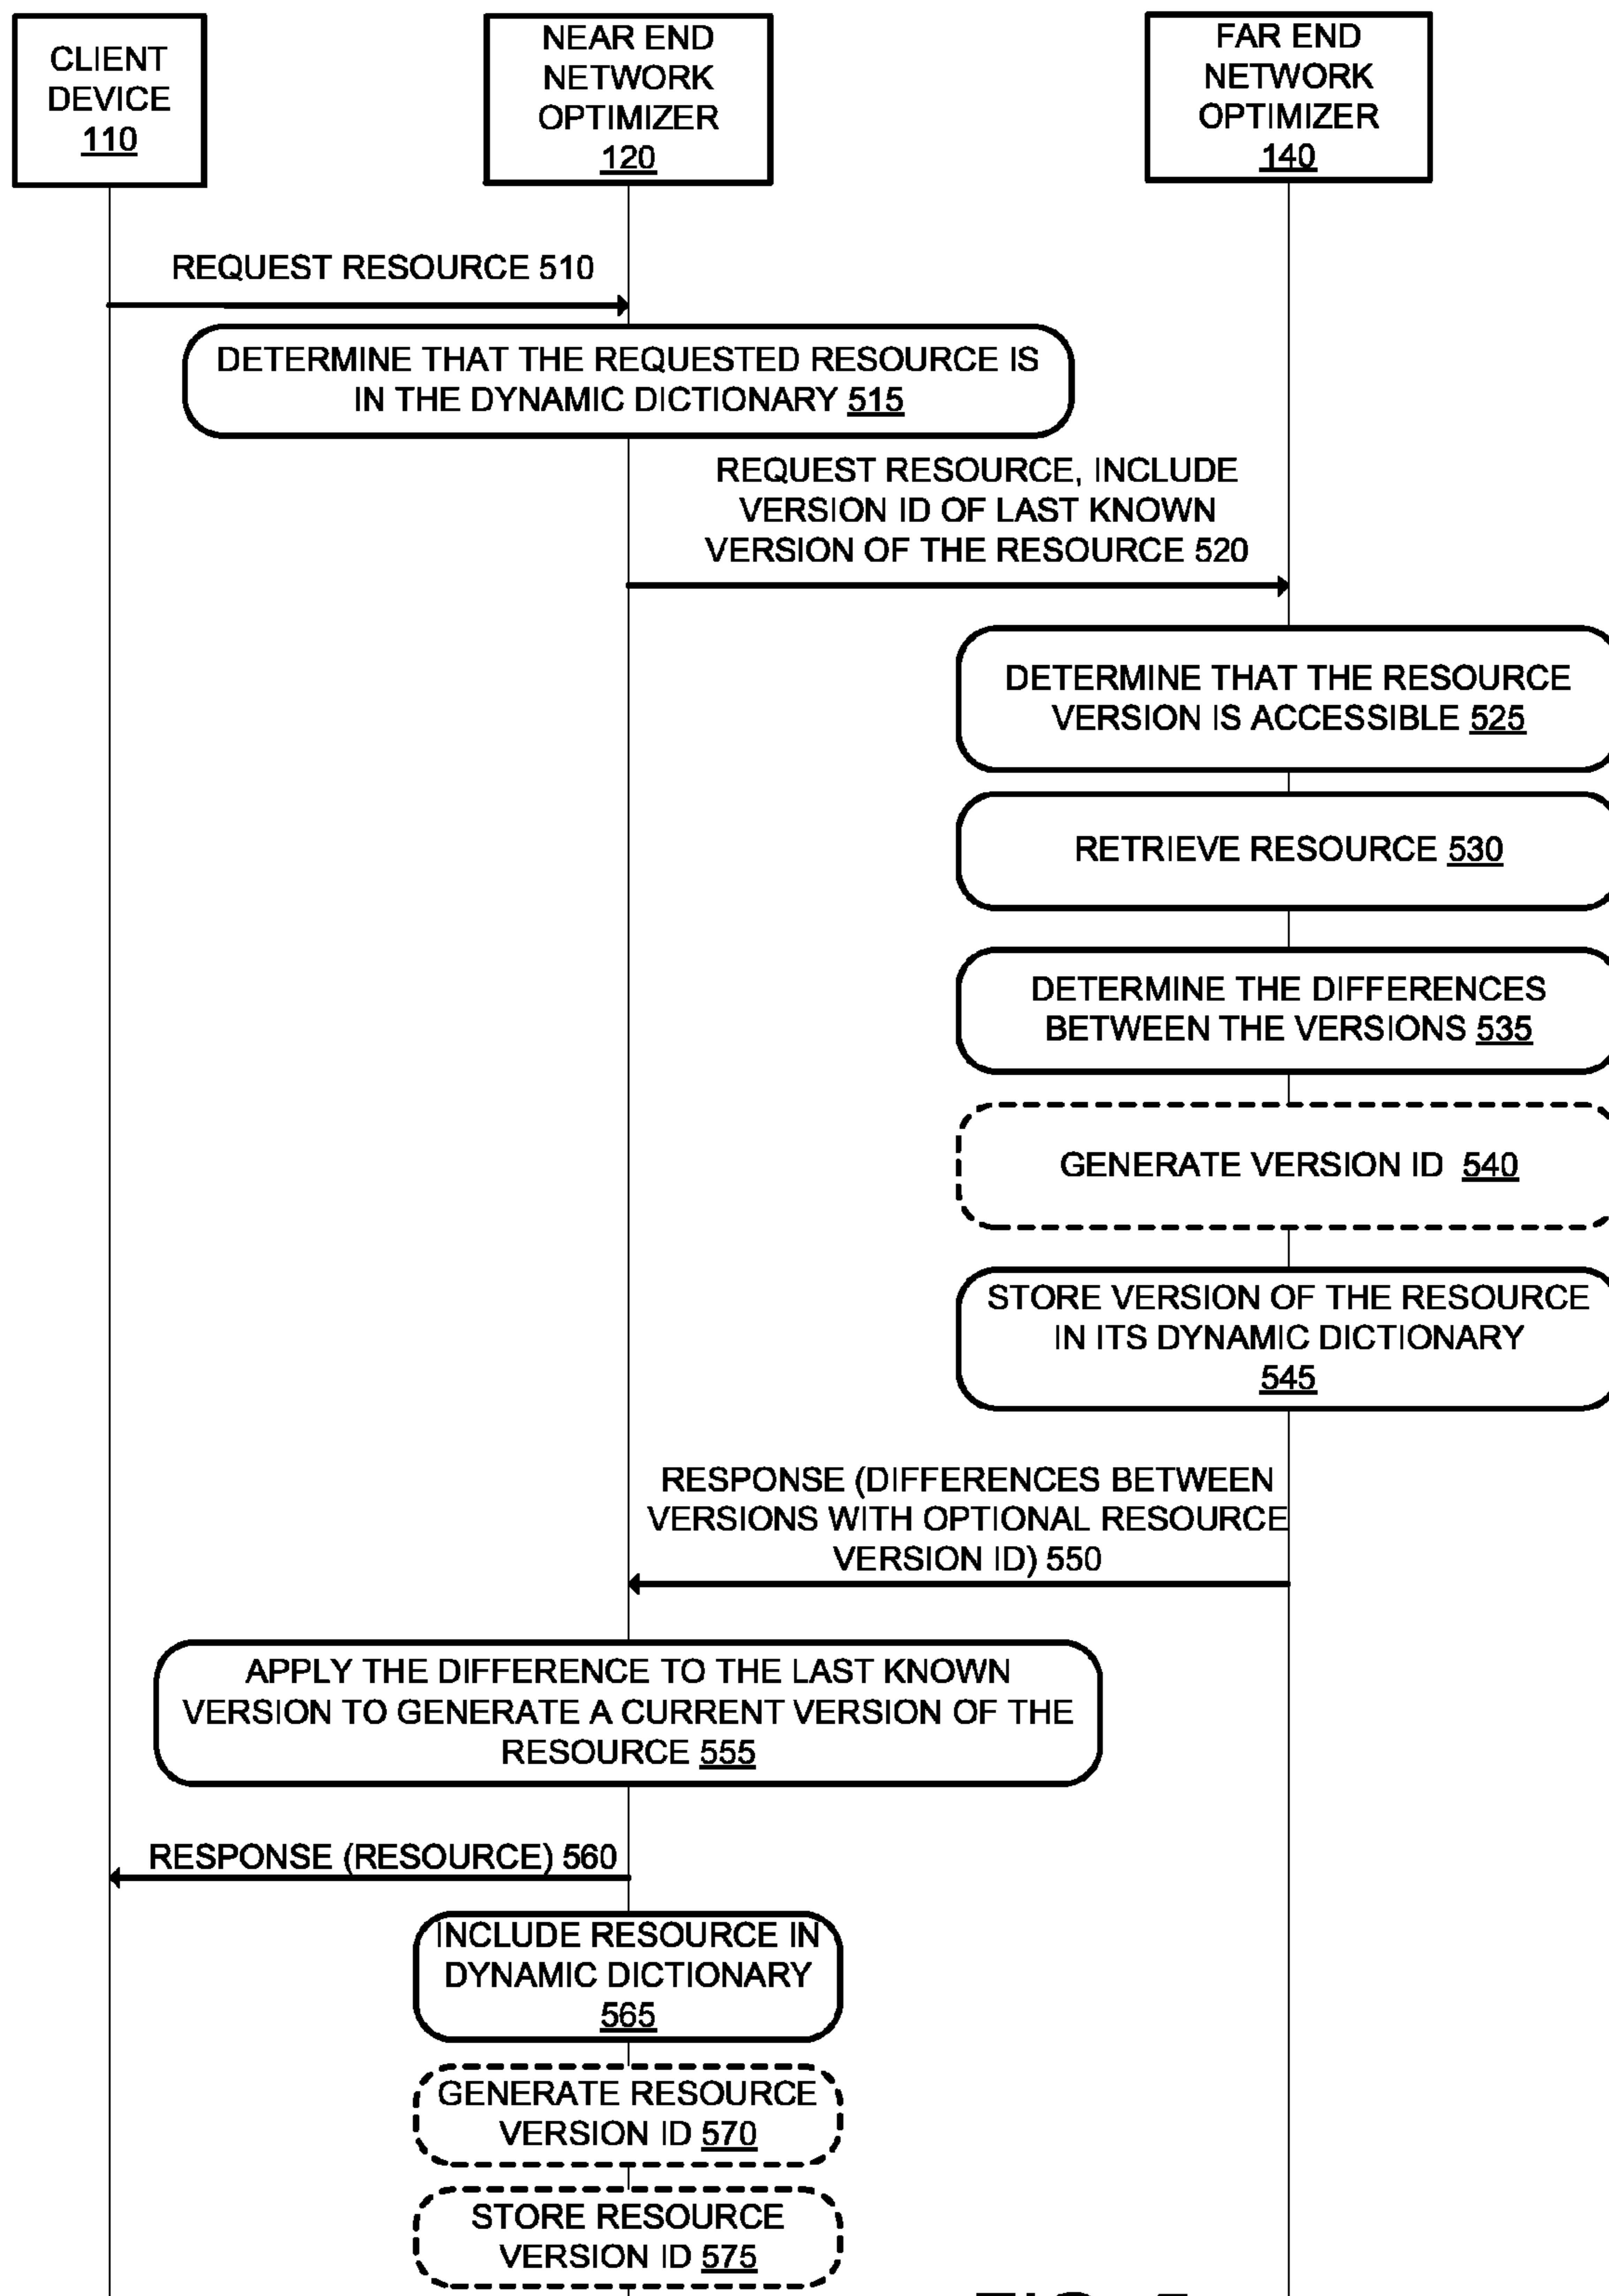 CLIENT
DEVICE
110
NEAR END
NETWORK
OPTIMIZER
120
FAR END
NETWORK
OPTIMIZER
140
REQUEST RESOURCE 510
DETERMINE THAT THE REQUESTED RESOURCE IS
IN THE DYNAMIC DICTIONARY 515
REQUEST RESOURCE, INCLUDE
VERSION ID OF LAST KNOWN
VERSION OF THE RESOURCE 520
DETERMINE THAT THE RESOURCE
VERSION IS ACCESSIBLE 525
RETRIEVE RESOURCE 530
DETERMINE THE DIFFERENCES
BETWEEN THE VERSIONS 535
GENERATE VERSION ID 540
STORE VERSION OF THE RESOURCE
IN ITS DYNAMIC DICTIONARY
545
RESPONSE (DIFFERENCES BETWEEN
VERSIONS WITH OPTIONAL RESOURCE
VERSION ID) 550
APPLY THE DIFFERENCE TO THE LAST KNOWN
VERSION TO GENERATE A CURRENT VERSION OF THE
RESOURCE 555
RESPONSE (RESOURCE) 560
INCLUDE RESOURCE IN
DYNAMIC DICTIONARY
565
GENERATE RESOURCE
VERSION ID 570
STORE RESOURCE
VERSION ID 575